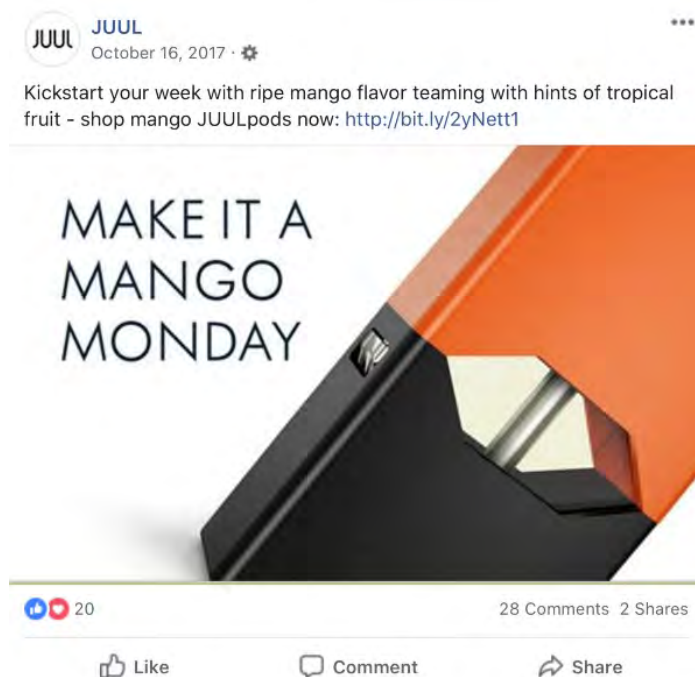 JUUL
JUUL
October 16, 2017 ·
Kickstart your week with ripe mango flavor teaming with hints of tropical
fruit - shop mango JUULpods now: http://bit.ly/2yNett1
MAKE IT A
MANGO
MONDAY
20
28 Comments 2 Shares
Like
Comment
Share